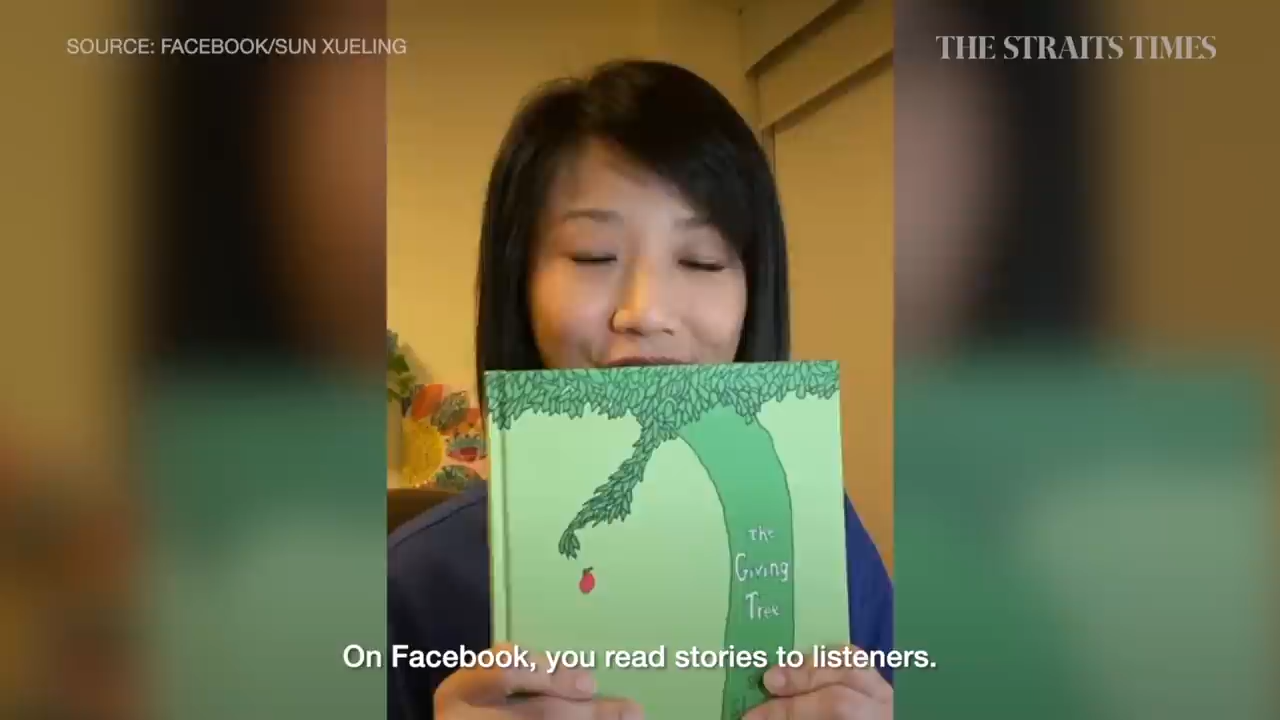 SOURCE: FACEBOOK/SUN XUELING
THE STRAITS TIMES
The
Giving
Tree
On Facebook, you read stories to listeners.